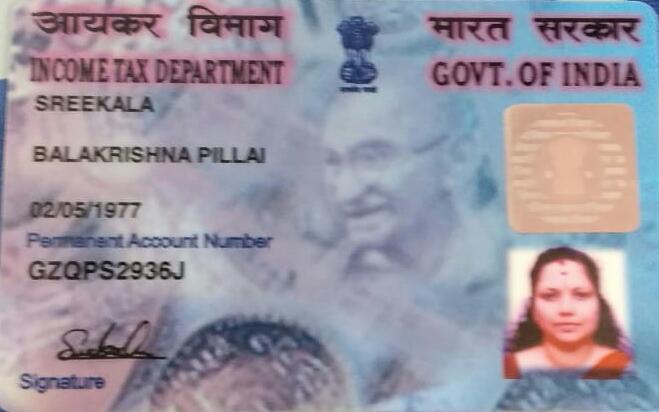 आयकर विभाग
मारत सरकार
INCOME TAX DEPARTMENT
GOVT. OF INDIA
SREEKALA
BALAKRISHNA PILLAI
02/05/1977
Permanent Account Number
GZQPS2936J
Signature